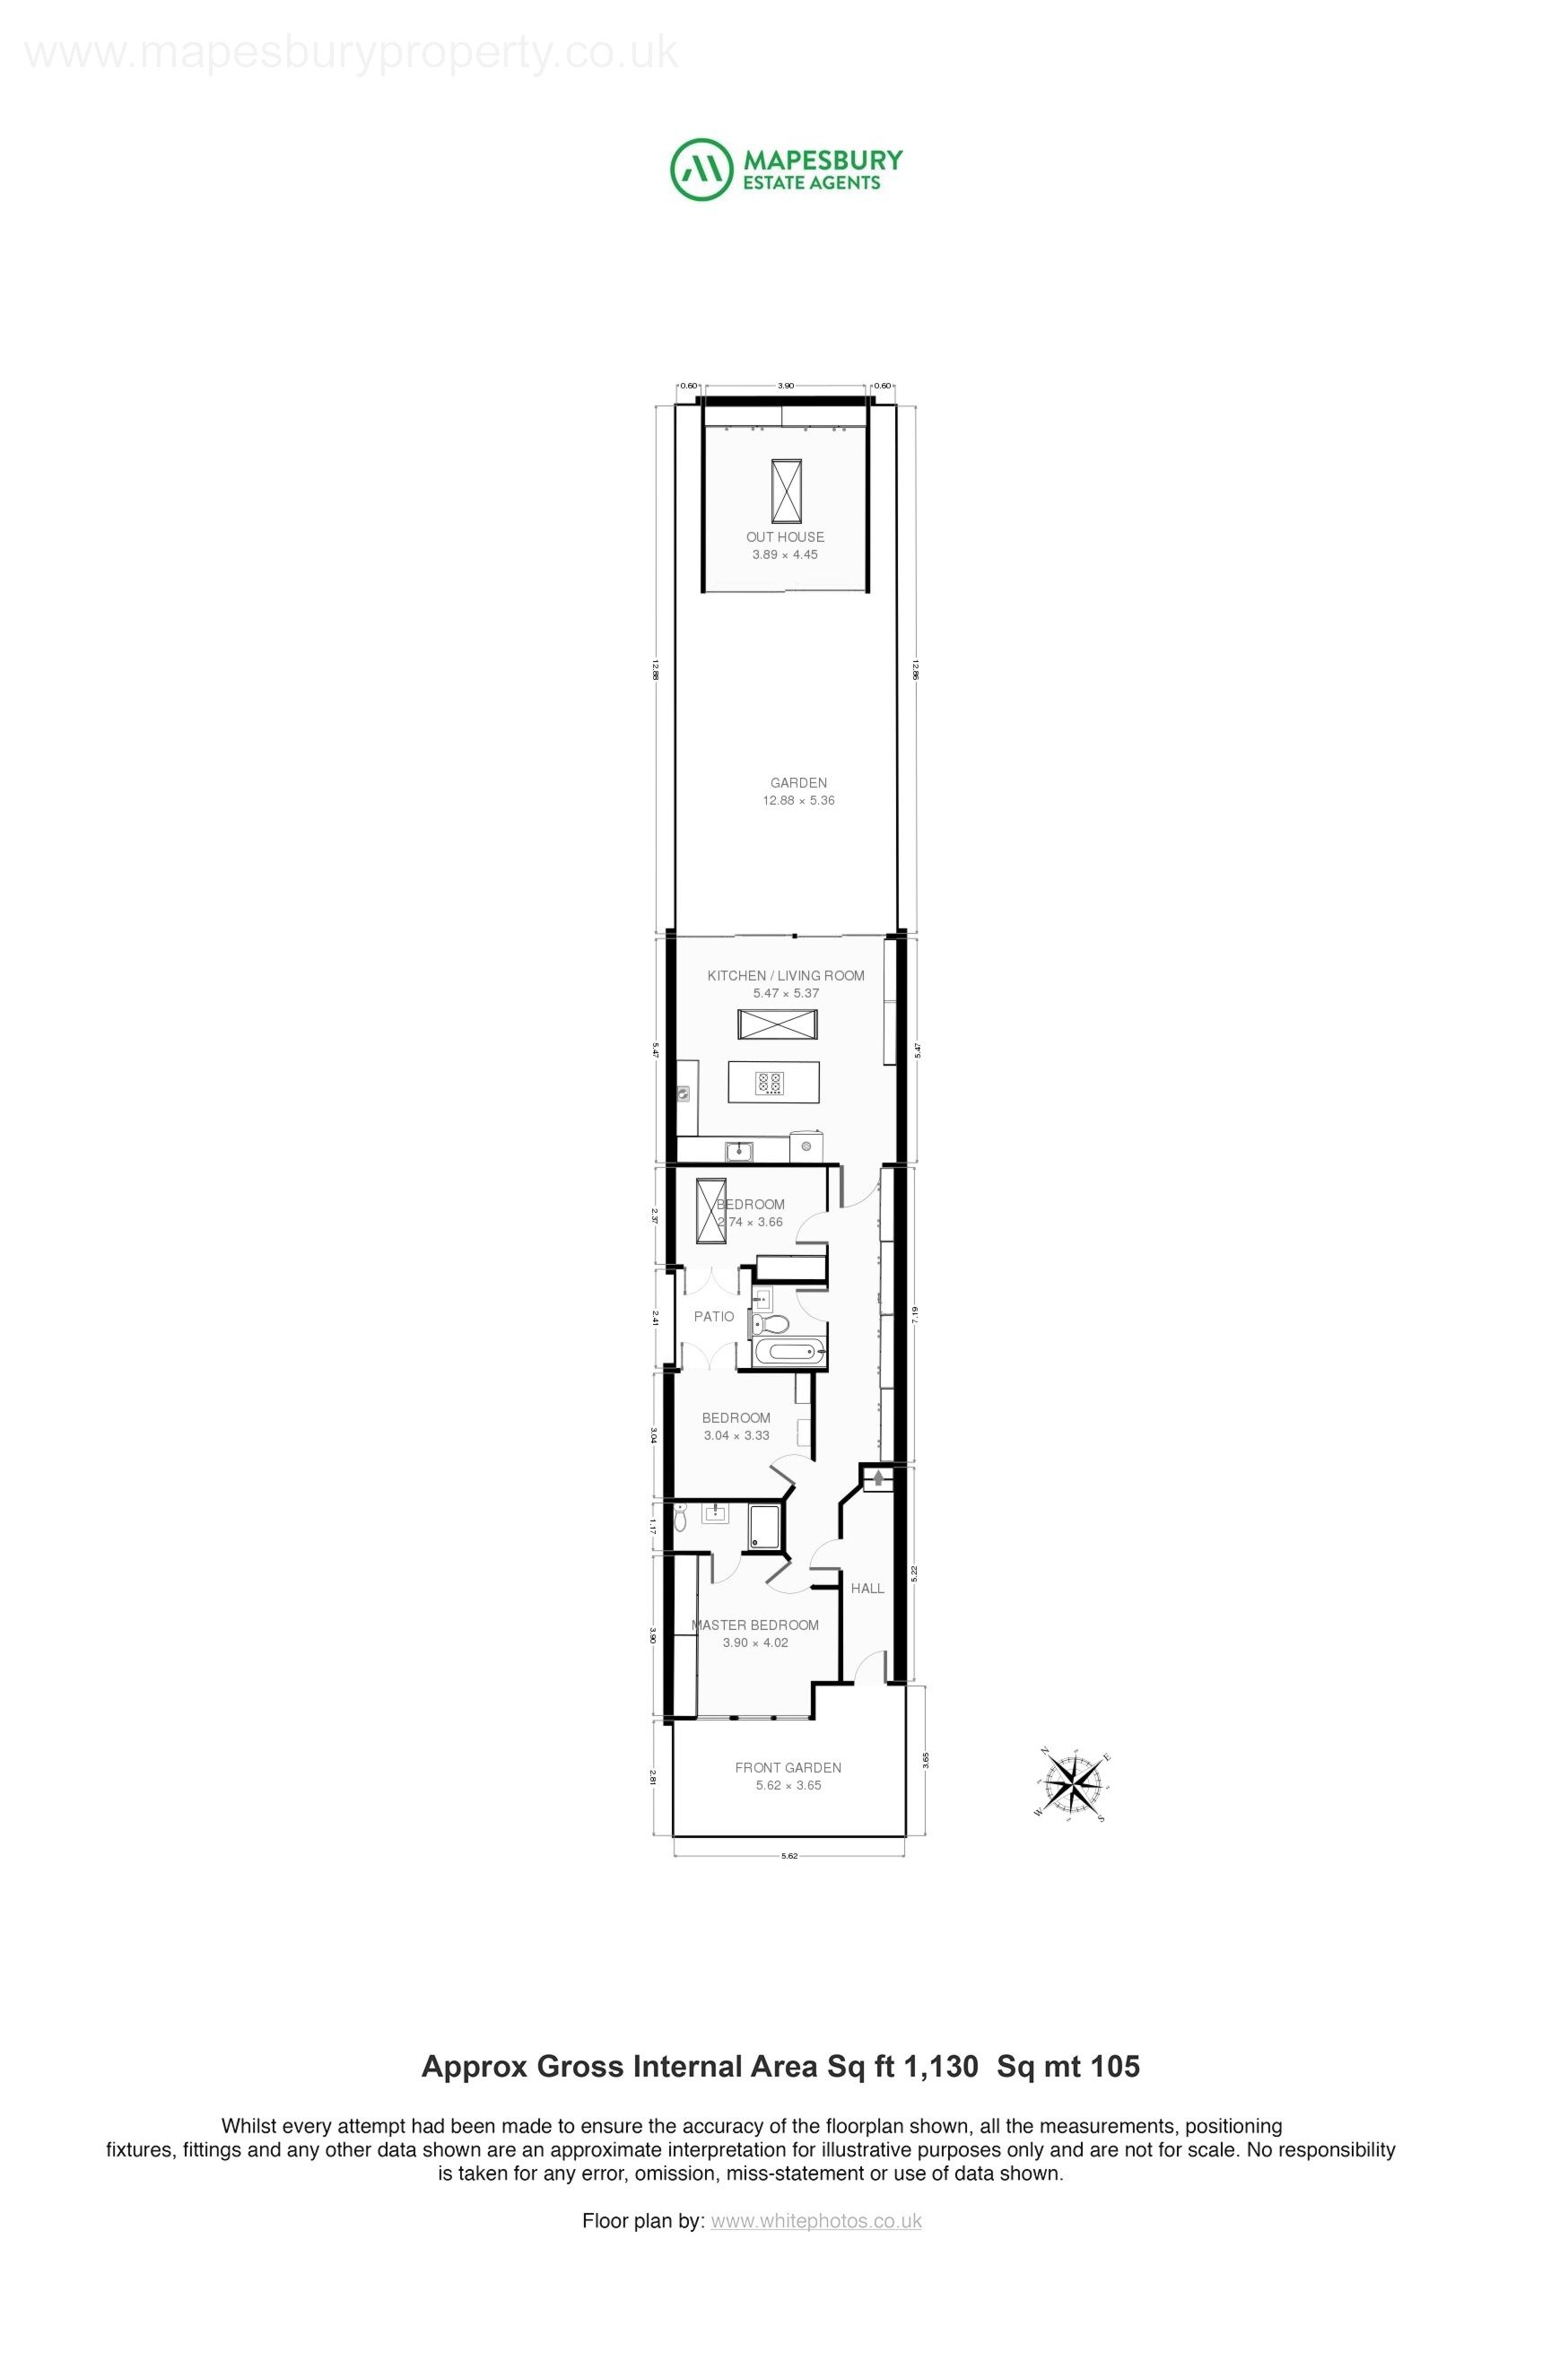 www.mapesburyproperty.co.uk
MAPESBURY
ESTATE AGENTS
0.60 3.90 0.60
OUT HOUSE
3.89 × 4.45
12.88 12.86
GARDEN
12.88 × 5.36
KITCHEN / LIVING ROOM
5.47 × 5.37
5.47 5.47
BEDROOM
2.74 × 3.66
2.37
PATIO
2.41 7.19
BEDROOM
3.04 × 3.33
3.04
1.17
HALL
5.22
MASTER BEDROOM
3.90 × 4.02
3.90
FRONT GARDEN
5.62 × 3.65
2.81 3.65
N E
W S
5.62
Approx Gross Internal Area Sq ft 1,130 Sq mt 105
Whilst every attempt had been made to ensure the accuracy of the floorplan shown, all the measurements, positioning
fixtures, fittings and any other data shown are an approximate interpretation for illustrative purposes only and are not for scale. No responsibility
is taken for any error, omission, miss-statement or use of data shown.
Floor plan by: www.whitephotos.co.uk